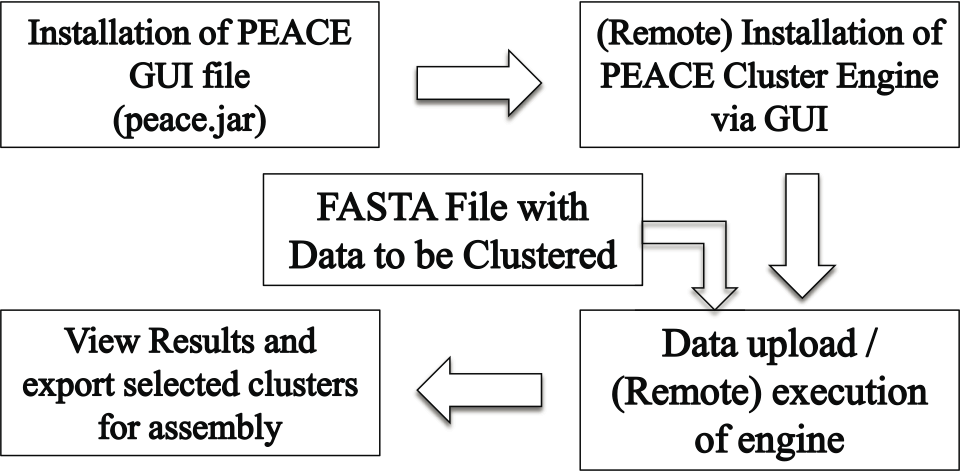 Installation of PEACE
GUI file
(peace.jar)
(Remote) Installation of
PEACE Cluster Engine
via GUI
FASTA File with
Data to be Clustered
Data upload /
(Remote) execution
of engine
View Results and
export selected clusters
for assembly